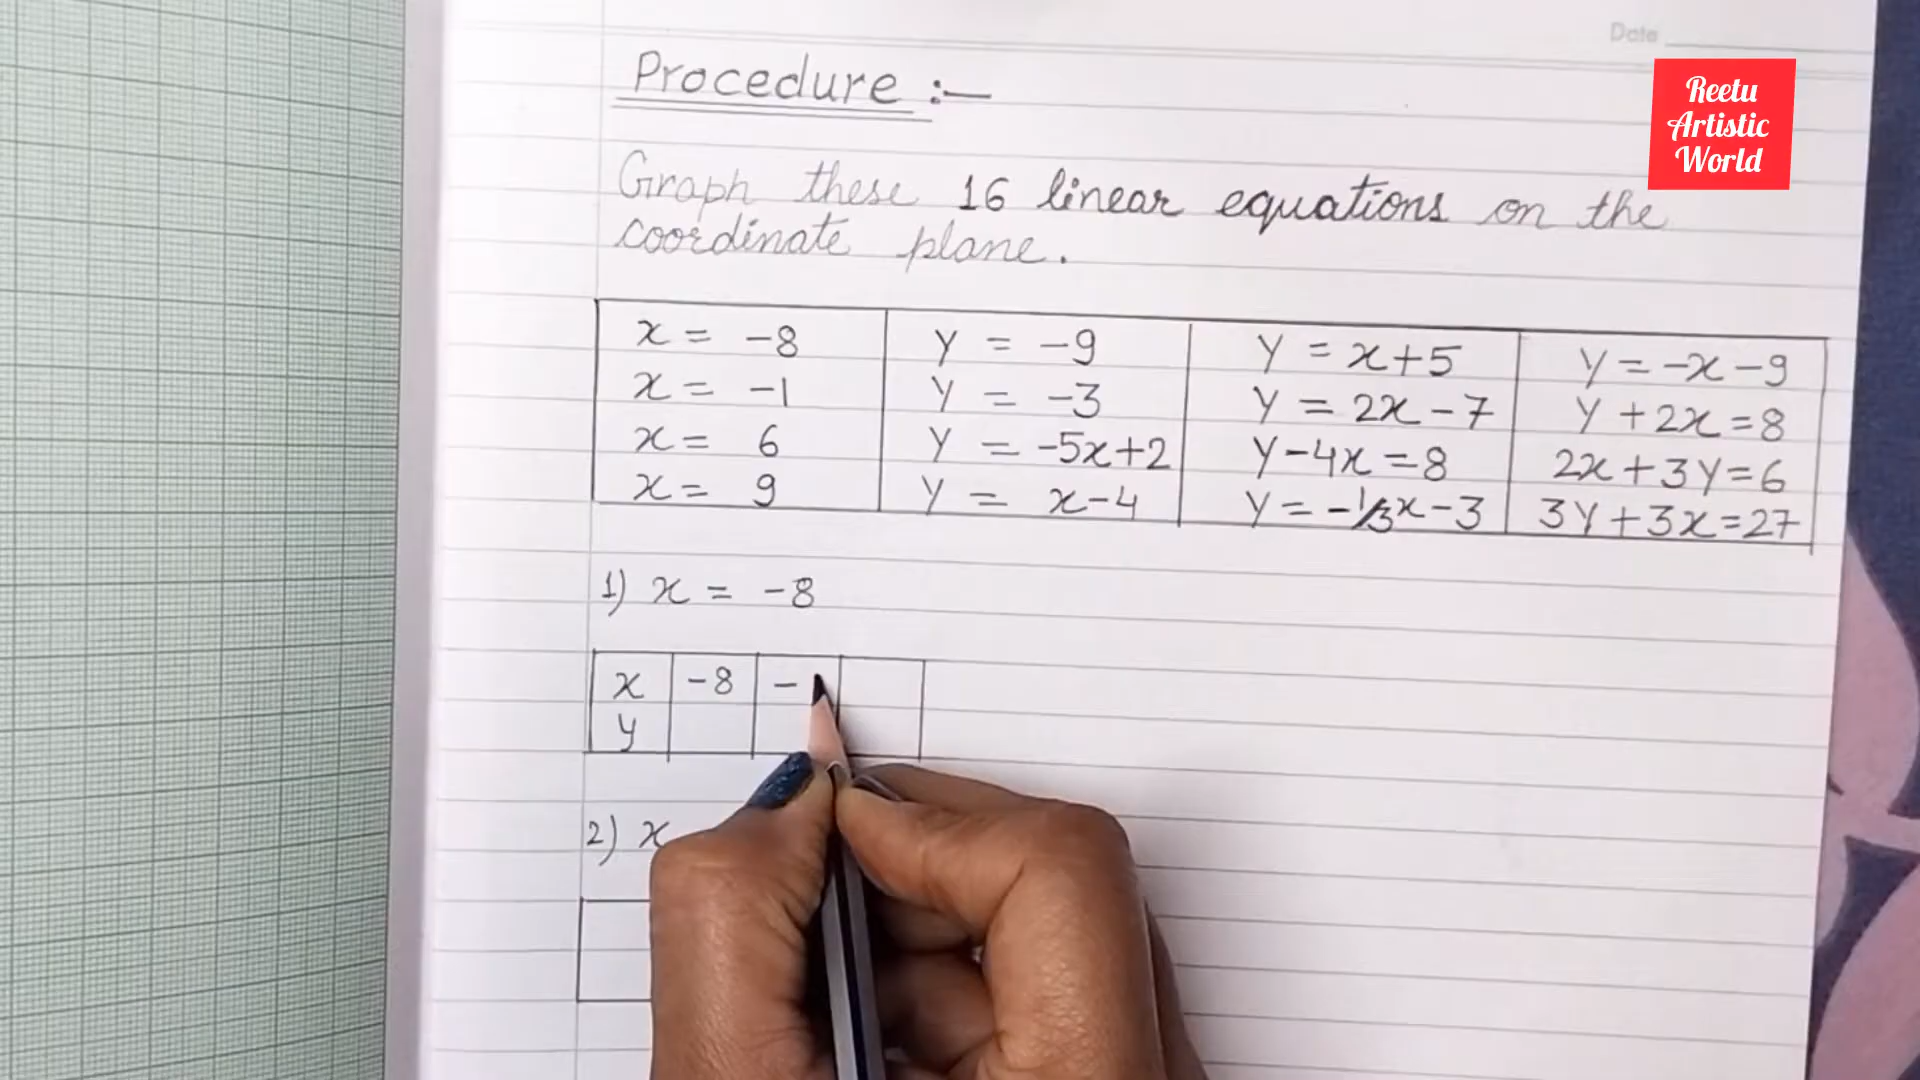 Date
Reetu
Artistic
World
Procedure :-
Graph these 16 linear equations on the
coordinate plane.
x = -8 y = -9 y = x+5 y = -x-9
x = -1 y = -3 y = 2x-7 y+2x=8
x = 6 y = -5x+2 y-4x=8 2x+3y=6
x = 9 y = x-4 y = -1/3x-3 3y+3x=27
1) x = -8
x -8 -
y
2) x